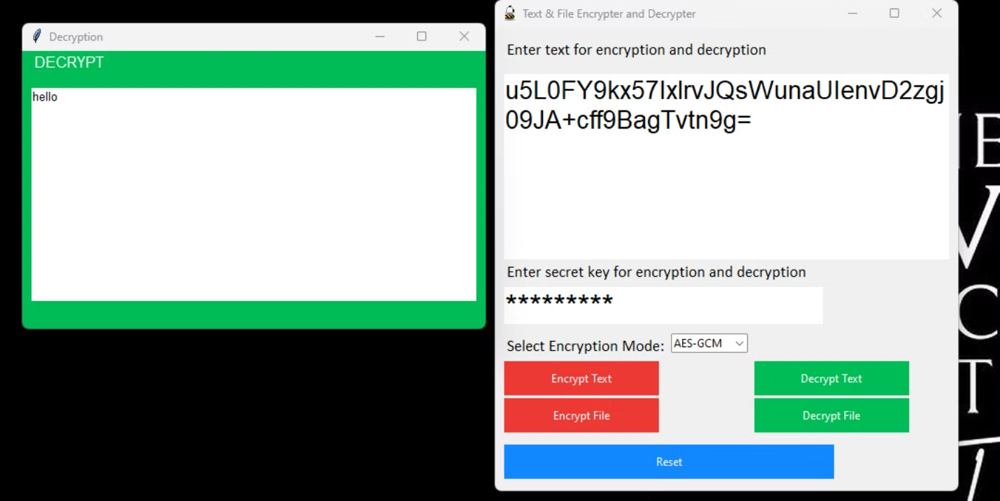 Decryption
DECRYPT
hello
Text & File Encrypter and Decrypter
Enter text for encryption and decryption
u5L0FY9kx57IxlrvJQsWunaUIenvD2zgj
09JA+cff9BagTvtn9g=
Enter secret key for encryption and decryption
*********
Select Encryption Mode: AES-GCM
Encrypt Text
Decrypt Text
Encrypt File
Decrypt File
Reset
B
V
C
T